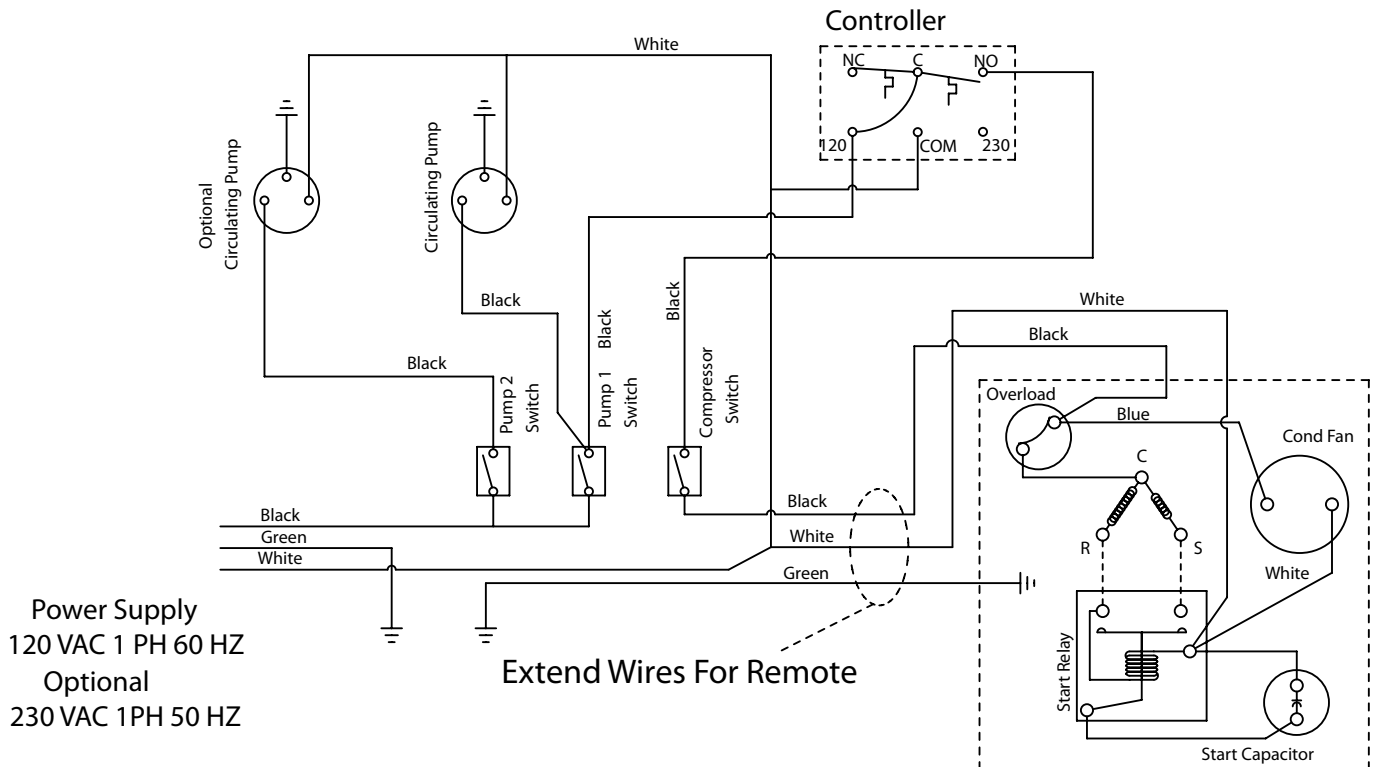 Controller
White
NC
C
NO
120
COM
230
Optional
Circulating Pump
Circulating Pump
Black
Black
Black
Black
Pump 2
Switch
Pump 1
Switch
Compressor
Switch
White
Black
Overload
Blue
Cond Fan
C
R
S
White
Black
Green
White
Black
White
Green
Power Supply
120 VAC 1 PH 60 HZ
Optional
230 VAC 1PH 50 HZ
Extend Wires For Remote
Start Relay
Start Capacitor